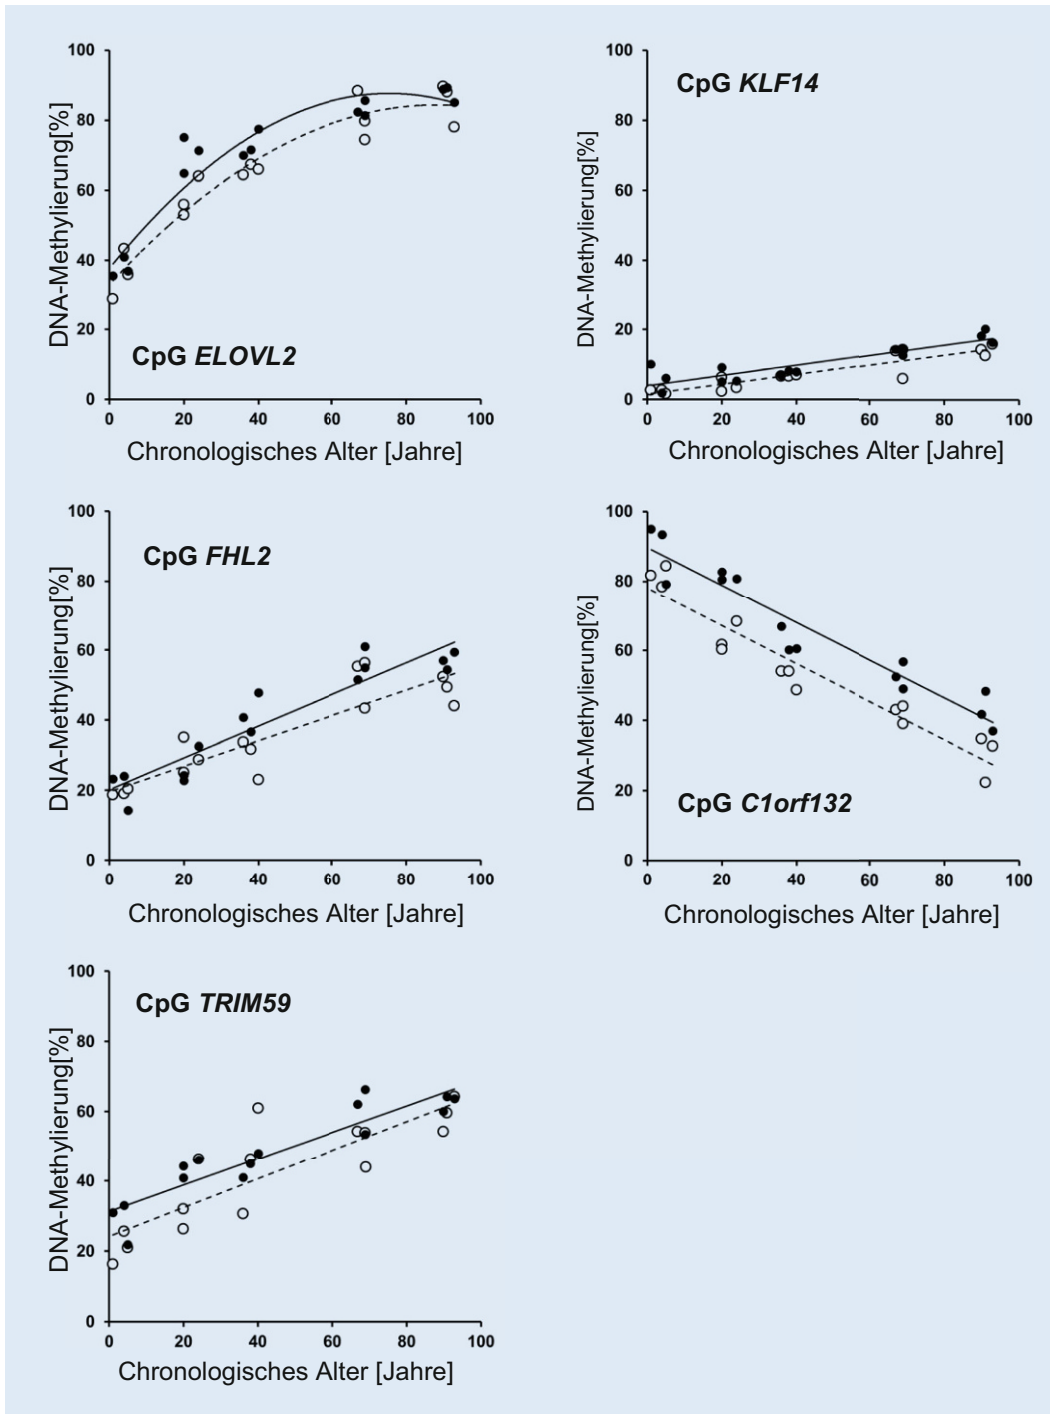 100
80
60
40
20
0
DNA-Methylierung[%]
CpG ELOVL2
0 20 40 60 80 100
Chronologisches Alter [Jahre]
100
80
60
40
20
0
DNA-Methylierung[%]
CpG KLF14
0 20 40 60 80 100
Chronologisches Alter [Jahre]
100
80
60
40
20
0
DNA-Methylierung[%]
CpG FHL2
0 20 40 60 80 100
Chronologisches Alter [Jahre]
100
80
60
40
20
0
DNA-Methylierung[%]
CpG C1orf132
0 20 40 60 80 100
Chronologisches Alter [Jahre]
100
80
60
40
20
0
DNA-Methylierung[%]
CpG TRIM59
0 20 40 60 80 100
Chronologisches Alter [Jahre]